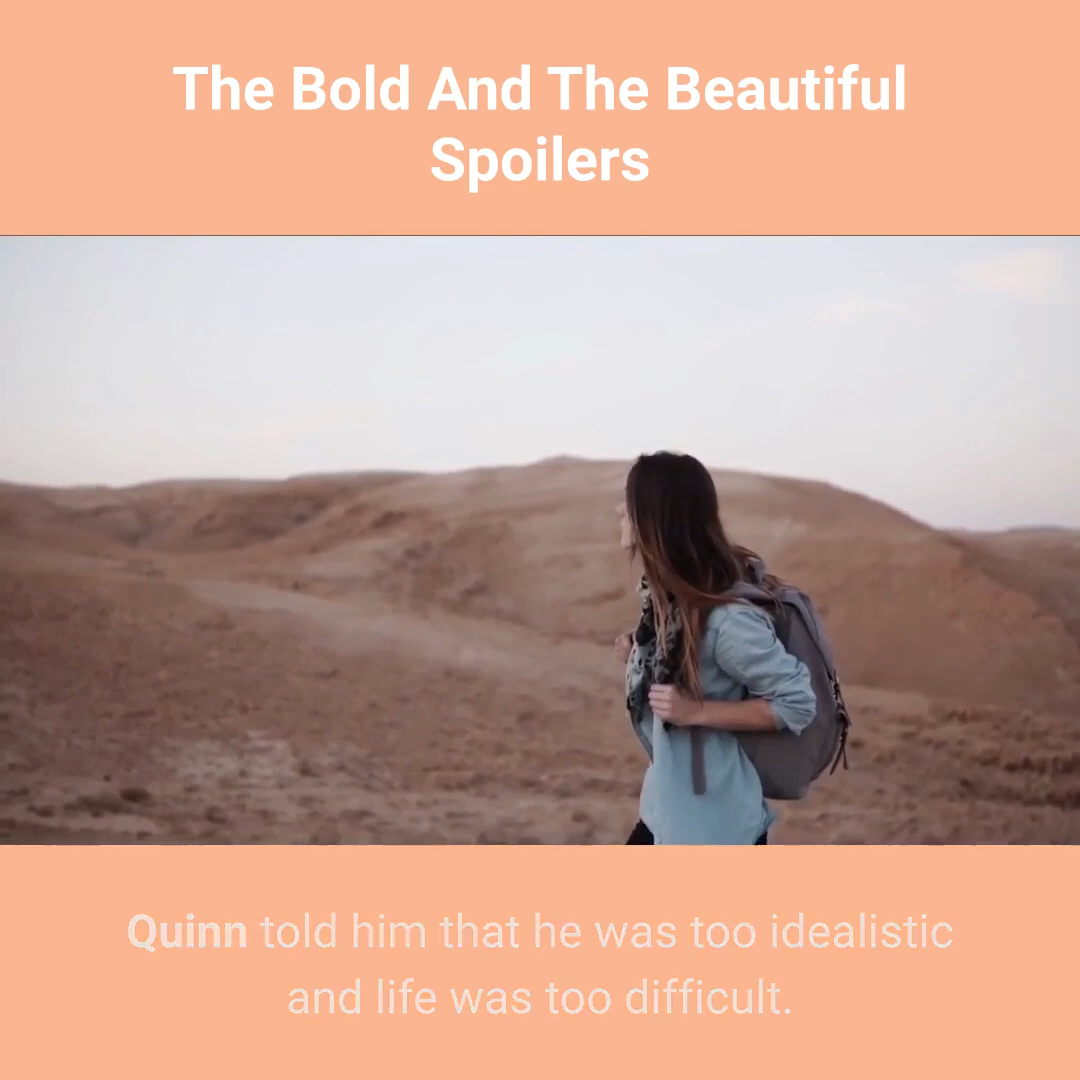 The Bold And The Beautiful
Spoilers
Quinn told him that he was too idealistic
and life was too difficult.